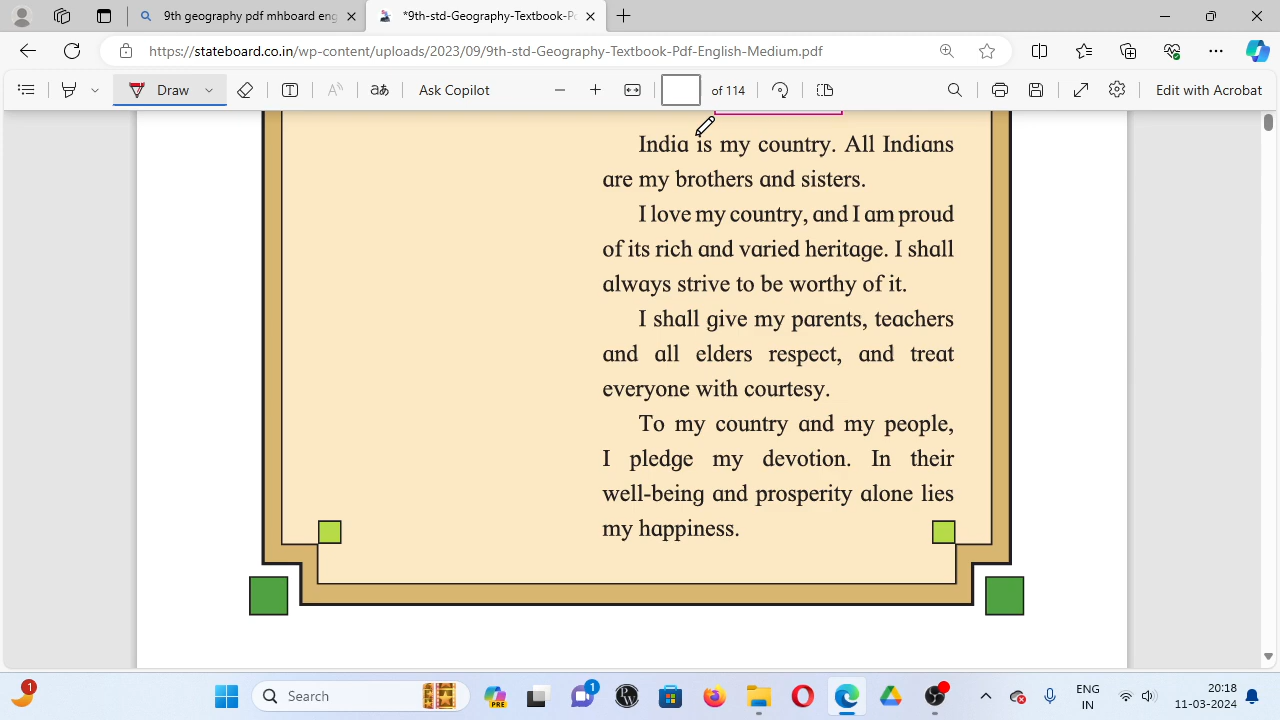 9th geography pdf mhboard eng
*9th-std-Geography-Textbook-Pd
https://stateboard.co.in/wp-content/uploads/2023/09/9th-std-Geography-Textbook-Pdf-English-Medium.pdf
Draw
Ask Copilot
of 114
Edit with Acrobat
India is my country. All Indians
are my brothers and sisters.
I love my country, and I am proud
of its rich and varied heritage. I shall
always strive to be worthy of it.
I shall give my parents, teachers
and all elders respect, and treat
everyone with courtesy.
To my country and my people,
I pledge my devotion. In their
well-being and prosperity alone lies
my happiness.
1
Search
PRE
1
ENG
IN
20:18
11-03-2024